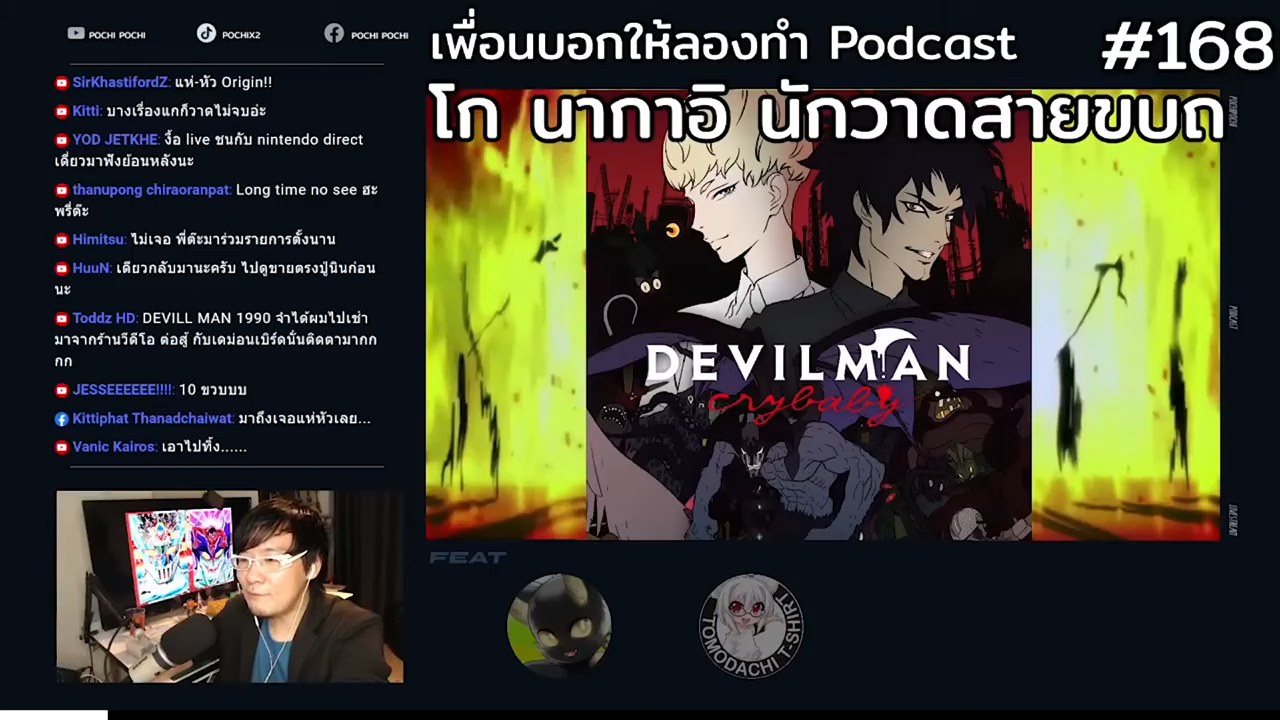 POCHI POCHI
POCHIX2
POCHI POCHI
เพื่อนบอกให้ลองทำ Podcast
#168
โก นากาอิ นักวาดสายขบถ
SirKhastifordZ: แห่-หัว Origin!!
Kitti: บางเรื่องแกก็วาดไม่จบอ่ะ
YOD JETKHE: งื้อ live ชนกับ nintendo direct
เดี่ยวมาฟังย้อนหลังนะ
thanupong chiraoranpat: Long time no see ฮะ
พรี่ต๊ะ
Himitsu: ไม่เจอ พี่ต๊ะมาร่วมรายการตั้งนาน
HuuN: เดียวกลับมานะครับ ไปดูขายตรงปู่นินก่อน
นะ
Toddz HD: DEVILL MAN 1990 จำได้ผมไปเช่า
มาจากร้านวีดีโอ ต่อสู้ กับเดม่อนเบิร์ดนั่นติดตามากก
กก
JESSEEEEEE!!!!: 10 ขวบบบ
Kittiphat Thanadchaiwat: มาถึงเจอแห่หัวเลย...
Vanic Kairos: เอาไปทิ้ง......
DEVILMAN
crybaby
POCHIPOCHI
PODCAST
LIVESTREAM
FEAT
TOMODACHI T-SHIRT